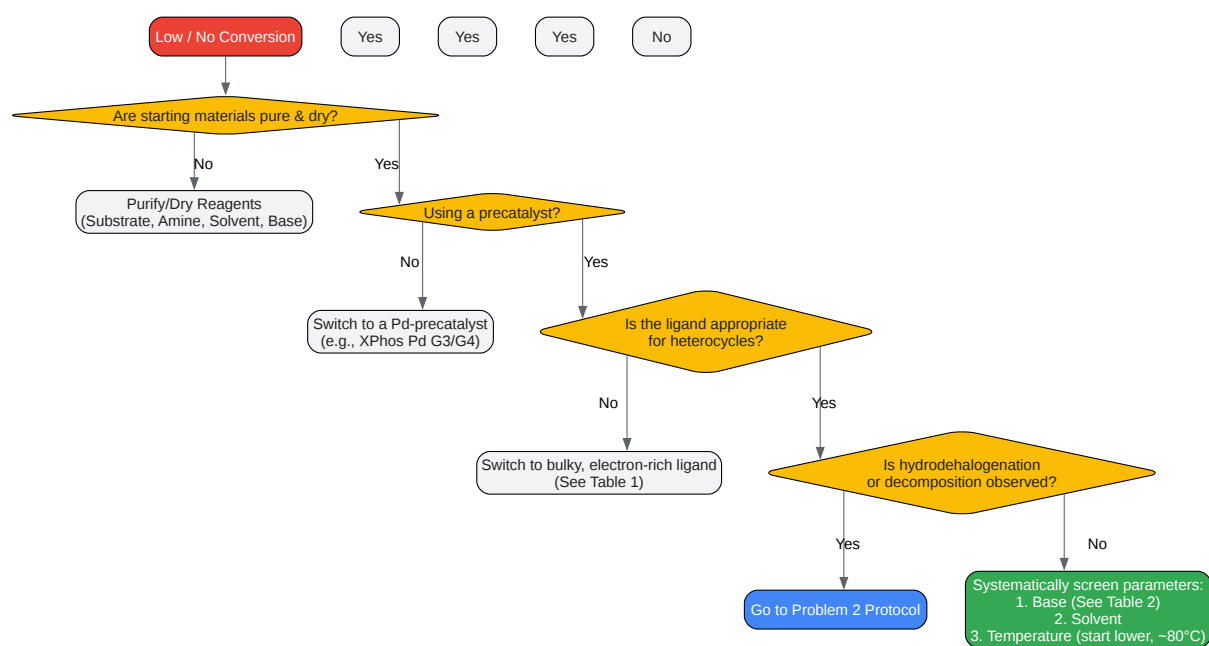 Low / No Conversion
Yes
Yes
Yes
No
Are starting materials pure & dry?
No
Yes
Purify/Dry Reagents
(Substrate, Amine, Solvent, Base)
Using a precatalyst?
No
Yes
Switch to a Pd-precatalyst
(e.g., XPhos Pd G3/G4)
Is the ligand appropriate
for heterocycles?
No
Yes
Switch to bulky, electron-rich ligand
(See Table 1)
Is hydrodehalogenation
or decomposition observed?
Yes
No
Go to Problem 2 Protocol
Systematically screen parameters:
1. Base (See Table 2)
2. Solvent
3. Temperature (start lower, ~80°C)